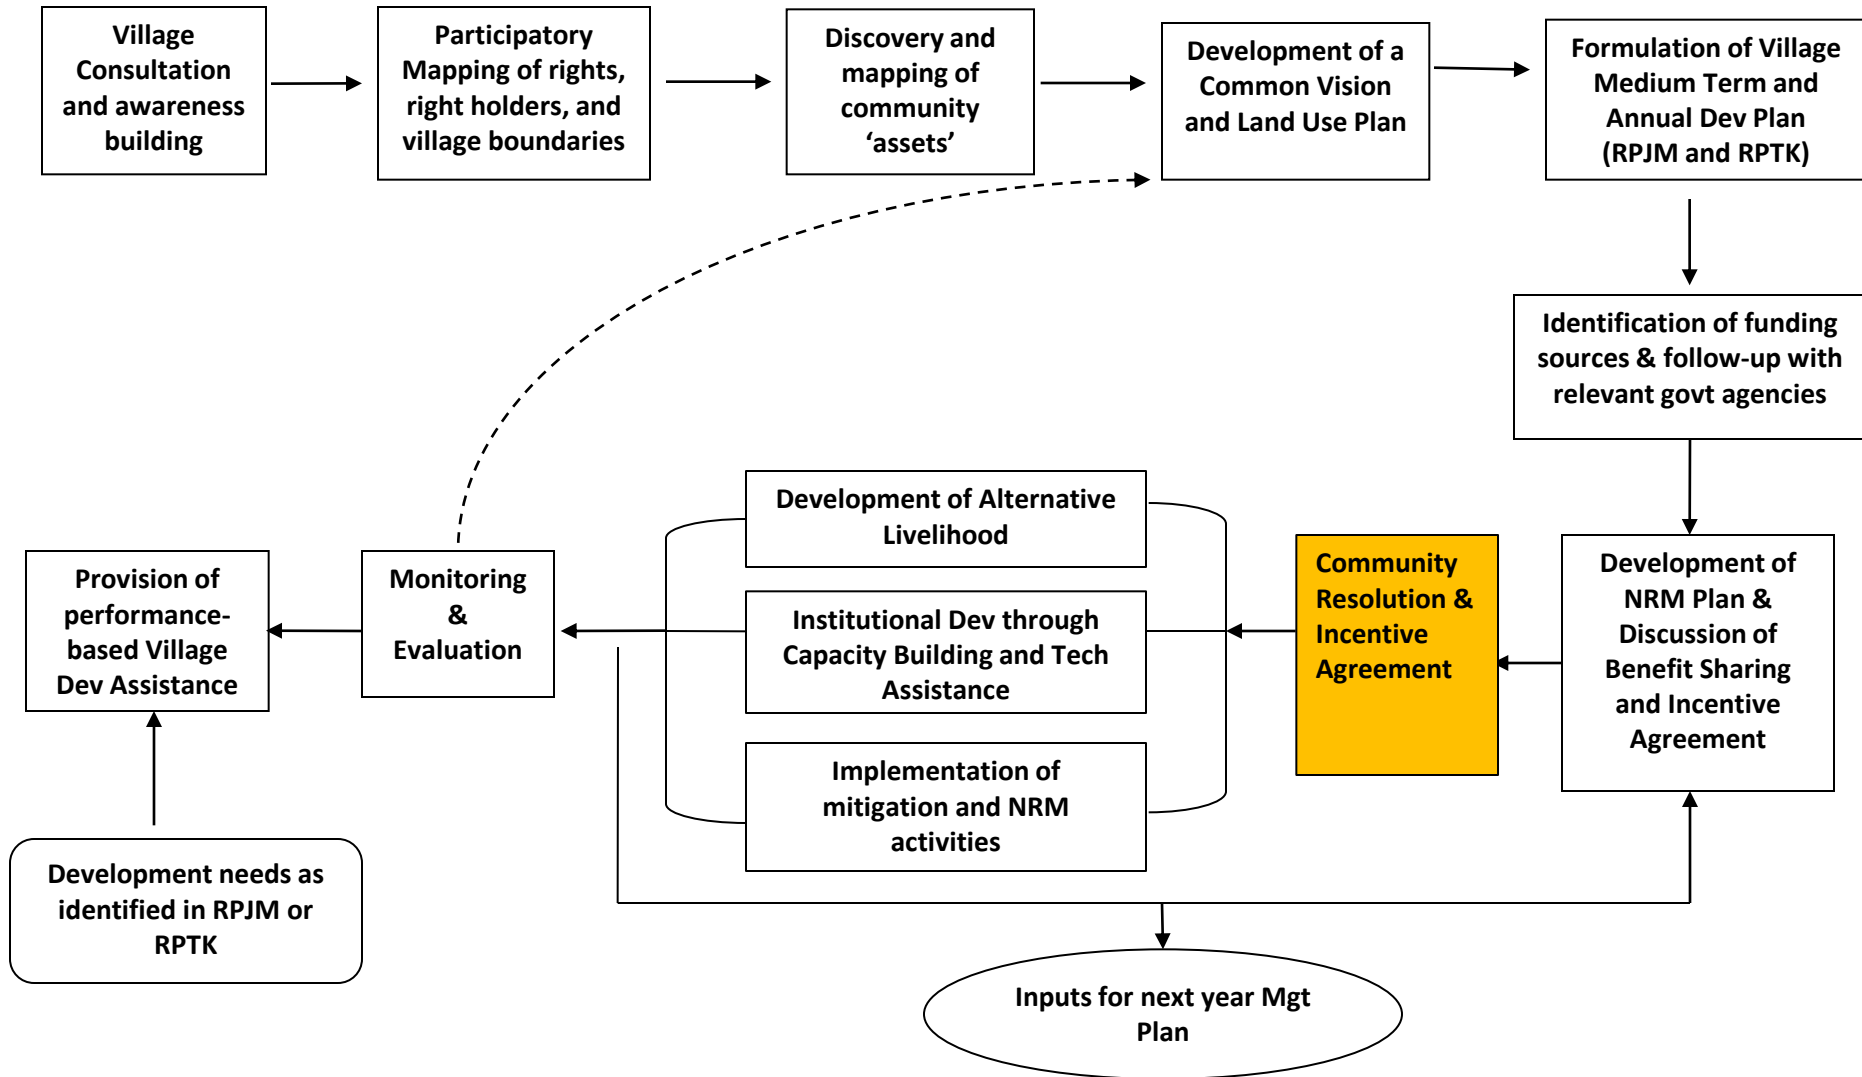 Village
Consultation
and awareness
building
Participatory
Mapping of rights,
right holders, and
village boundaries
Discovery and
mapping of
community
‘assets’
Development of a
Common Vision
and Land Use Plan
Formulation of Village
Medium Term and
Annual Dev Plan
(RPJM and RPTK)
Identification of funding
sources & follow-up with
relevant govt agencies
Development of
NRM Plan &
Discussion of
Benefit Sharing
and Incentive
Agreement
Community
Resolution &
Incentive
Agreement
Development of Alternative
Livelihood
Institutional Dev through
Capacity Building and Tech
Assistance
Implementation of
mitigation and NRM
activities
Monitoring
&
Evaluation
Provision of
performance-
based Village
Dev Assistance
Development needs as
identified in RPJM or
RPTK
Inputs for next year Mgt
Plan